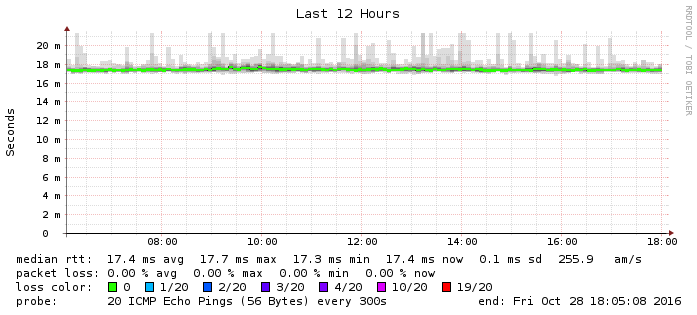 Last 12 Hours
RRDTOOL / TOBI OETIKER
Seconds
20 m
18 m
16 m
14 m
12 m
10 m
8 m
6 m
4 m
2 m
0
08:00 10:00 12:00 14:00 16:00 18:00
median rtt: 17.4 ms avg 17.7 ms max 17.3 ms min 17.4 ms now 0.1 ms sd 255.9 am/s
packet loss: 0.00 % avg 0.00 % max 0.00 % min 0.00 % now
loss color: 0 1/20 2/20 3/20 4/20 10/20 19/20
probe: 20 ICMP Echo Pings (56 Bytes) every 300s end: Fri Oct 28 18:05:08 2016